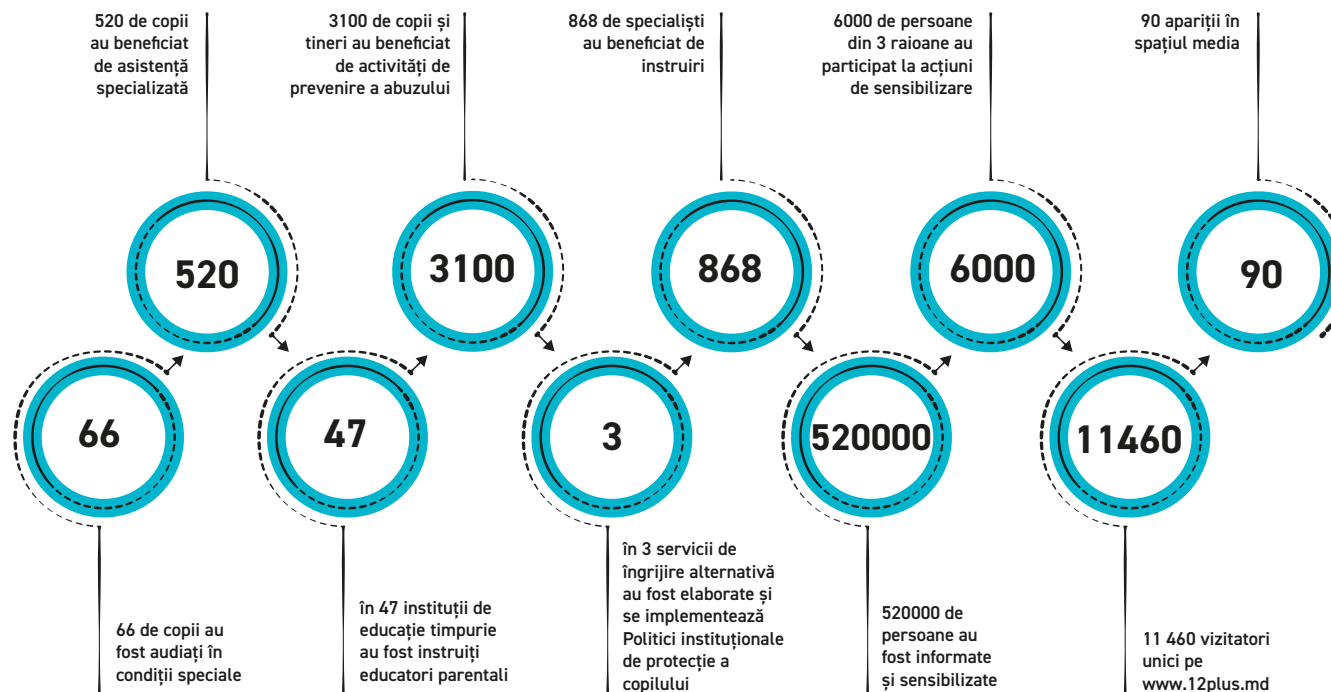 520 de copii
au beneficiat
de asistență
specializată
3100 de copii și
tineri au beneficiat
de activități de
prevenire a abuzului
868 de specialiști
au beneficiat de
instruiri
6000 de persoane
din 3 raioane au
participat la acțiuni
de sensibilizare
90 apariții în
spațiul media
520
3100
868
6000
90
66
47
3
520000
11460
66 de copii au
fost audiați în
condiții speciale
în 47 instituții de
educație timpurie
au fost instruiți
educatori parentali
în 3 servicii de
îngrijire alternativă
au fost elaborate și
se implementează
Politici instituționale
de protecție a
copilului
520000 de
persoane au
fost informate
și sensibilizate
11 460 vizitatori
unici pe
www.12plus.md